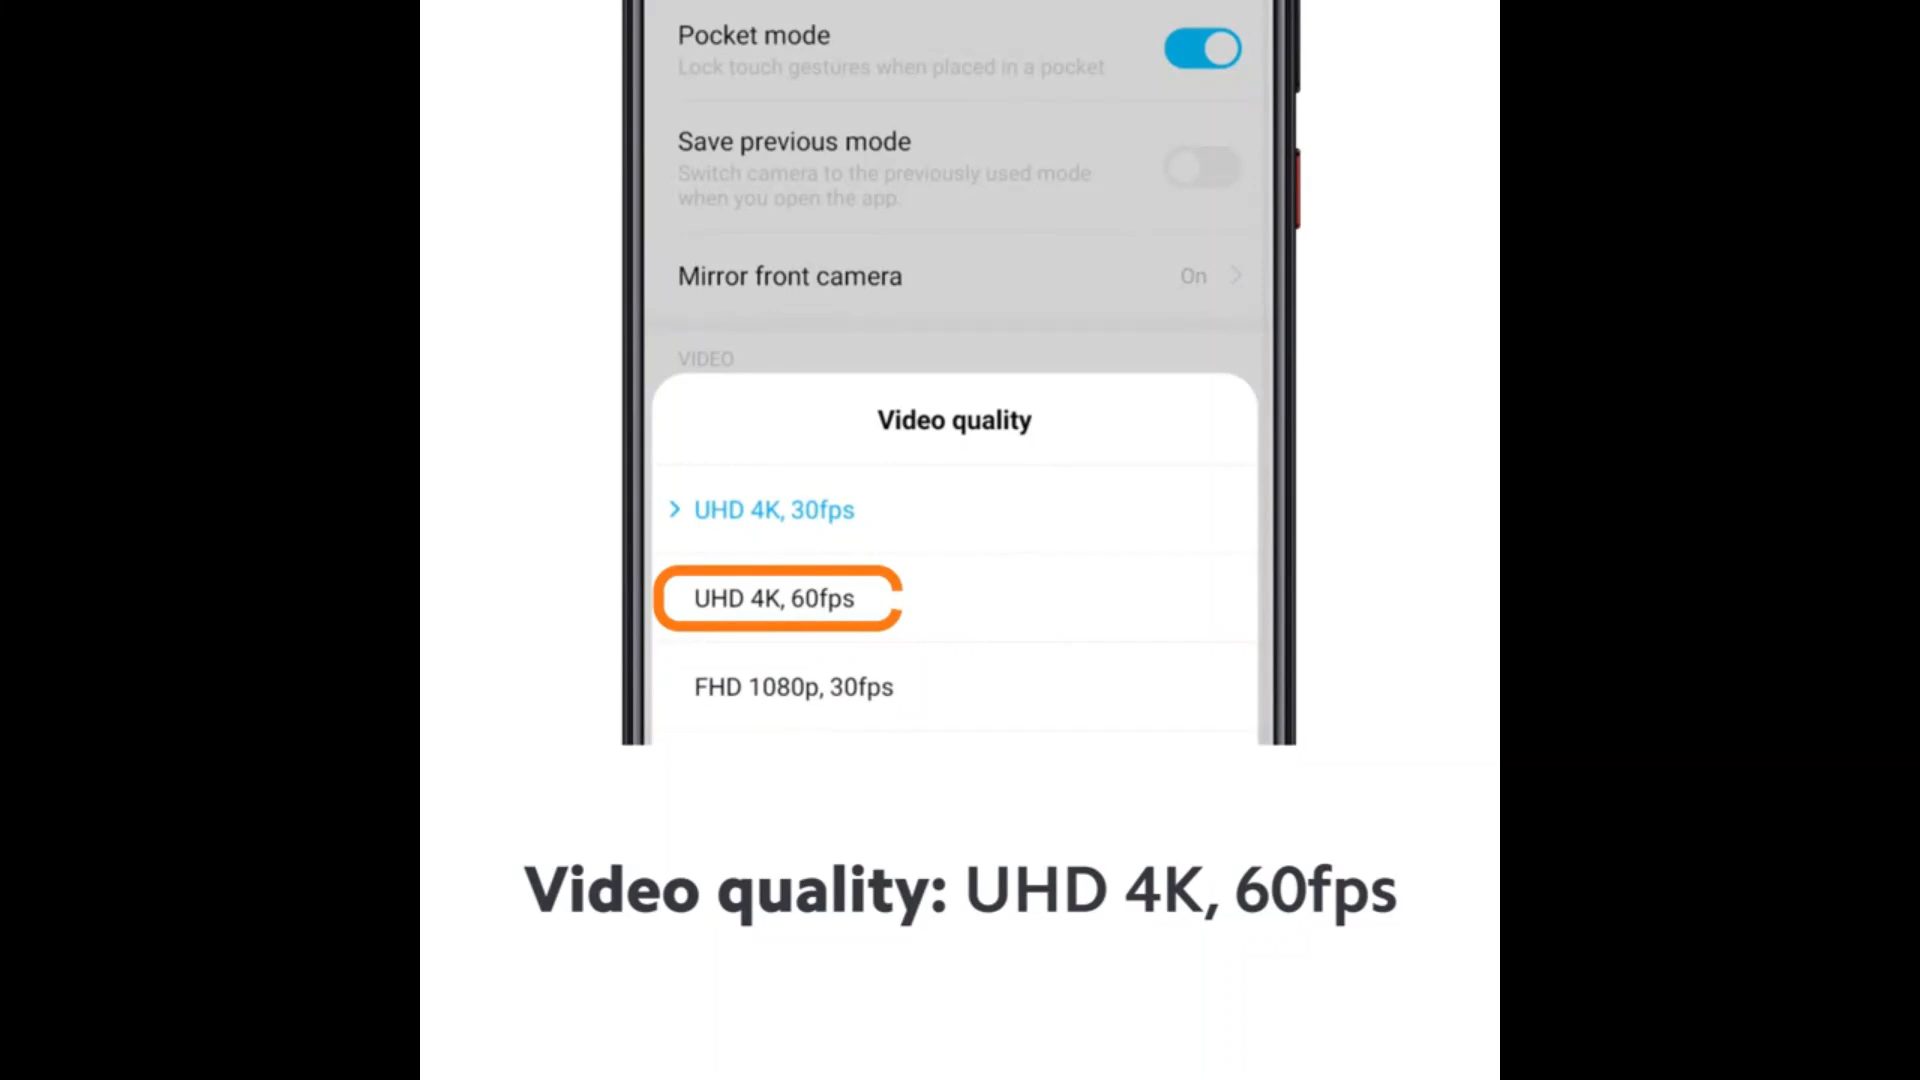 Pocket mode
Lock touch gestures when placed in a pocket
Save previous mode
Switch camera to the previously used mode
when you open the app.
Mirror front camera On
VIDEO
Video quality
UHD 4K, 30fps
UHD 4K, 60fps
FHD 1080p, 30fps
Video quality: UHD 4K, 60fps